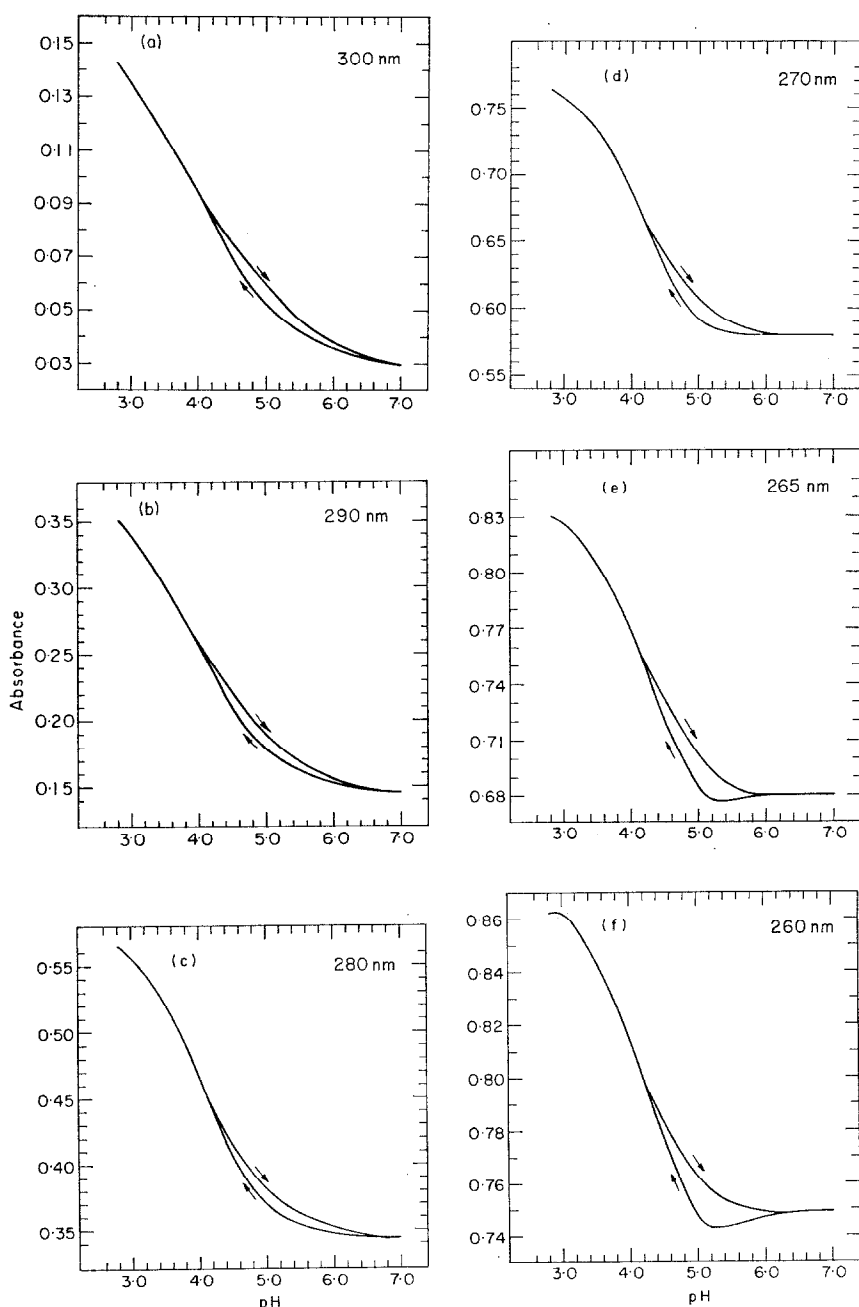 (a)
300 nm
0·15
0·13
0·11
0·09
0·07
0·05
0·03
3·0 4·0 5·0 6·0 7·0
(b)
290 nm
0·35
0·30
0·25
0·20
0·15
3·0 4·0 5·0 6·0 7·0
Absorbance
(c)
280 nm
0·55
0·50
0·45
0·40
0·35
3·0 4·0 5·0 6·0 7·0
pH
(d)
270 nm
0·75
0·70
0·65
0·60
0·55
3·0 4·0 5·0 6·0 7·0
(e)
265 nm
0·83
0·80
0·77
0·74
0·71
0·68
3·0 4·0 5·0 6·0 7·0
(f)
260 nm
0·86
0·84
0·82
0·80
0·78
0·76
0·74
3·0 4·0 5·0 6·0 7·0
pH